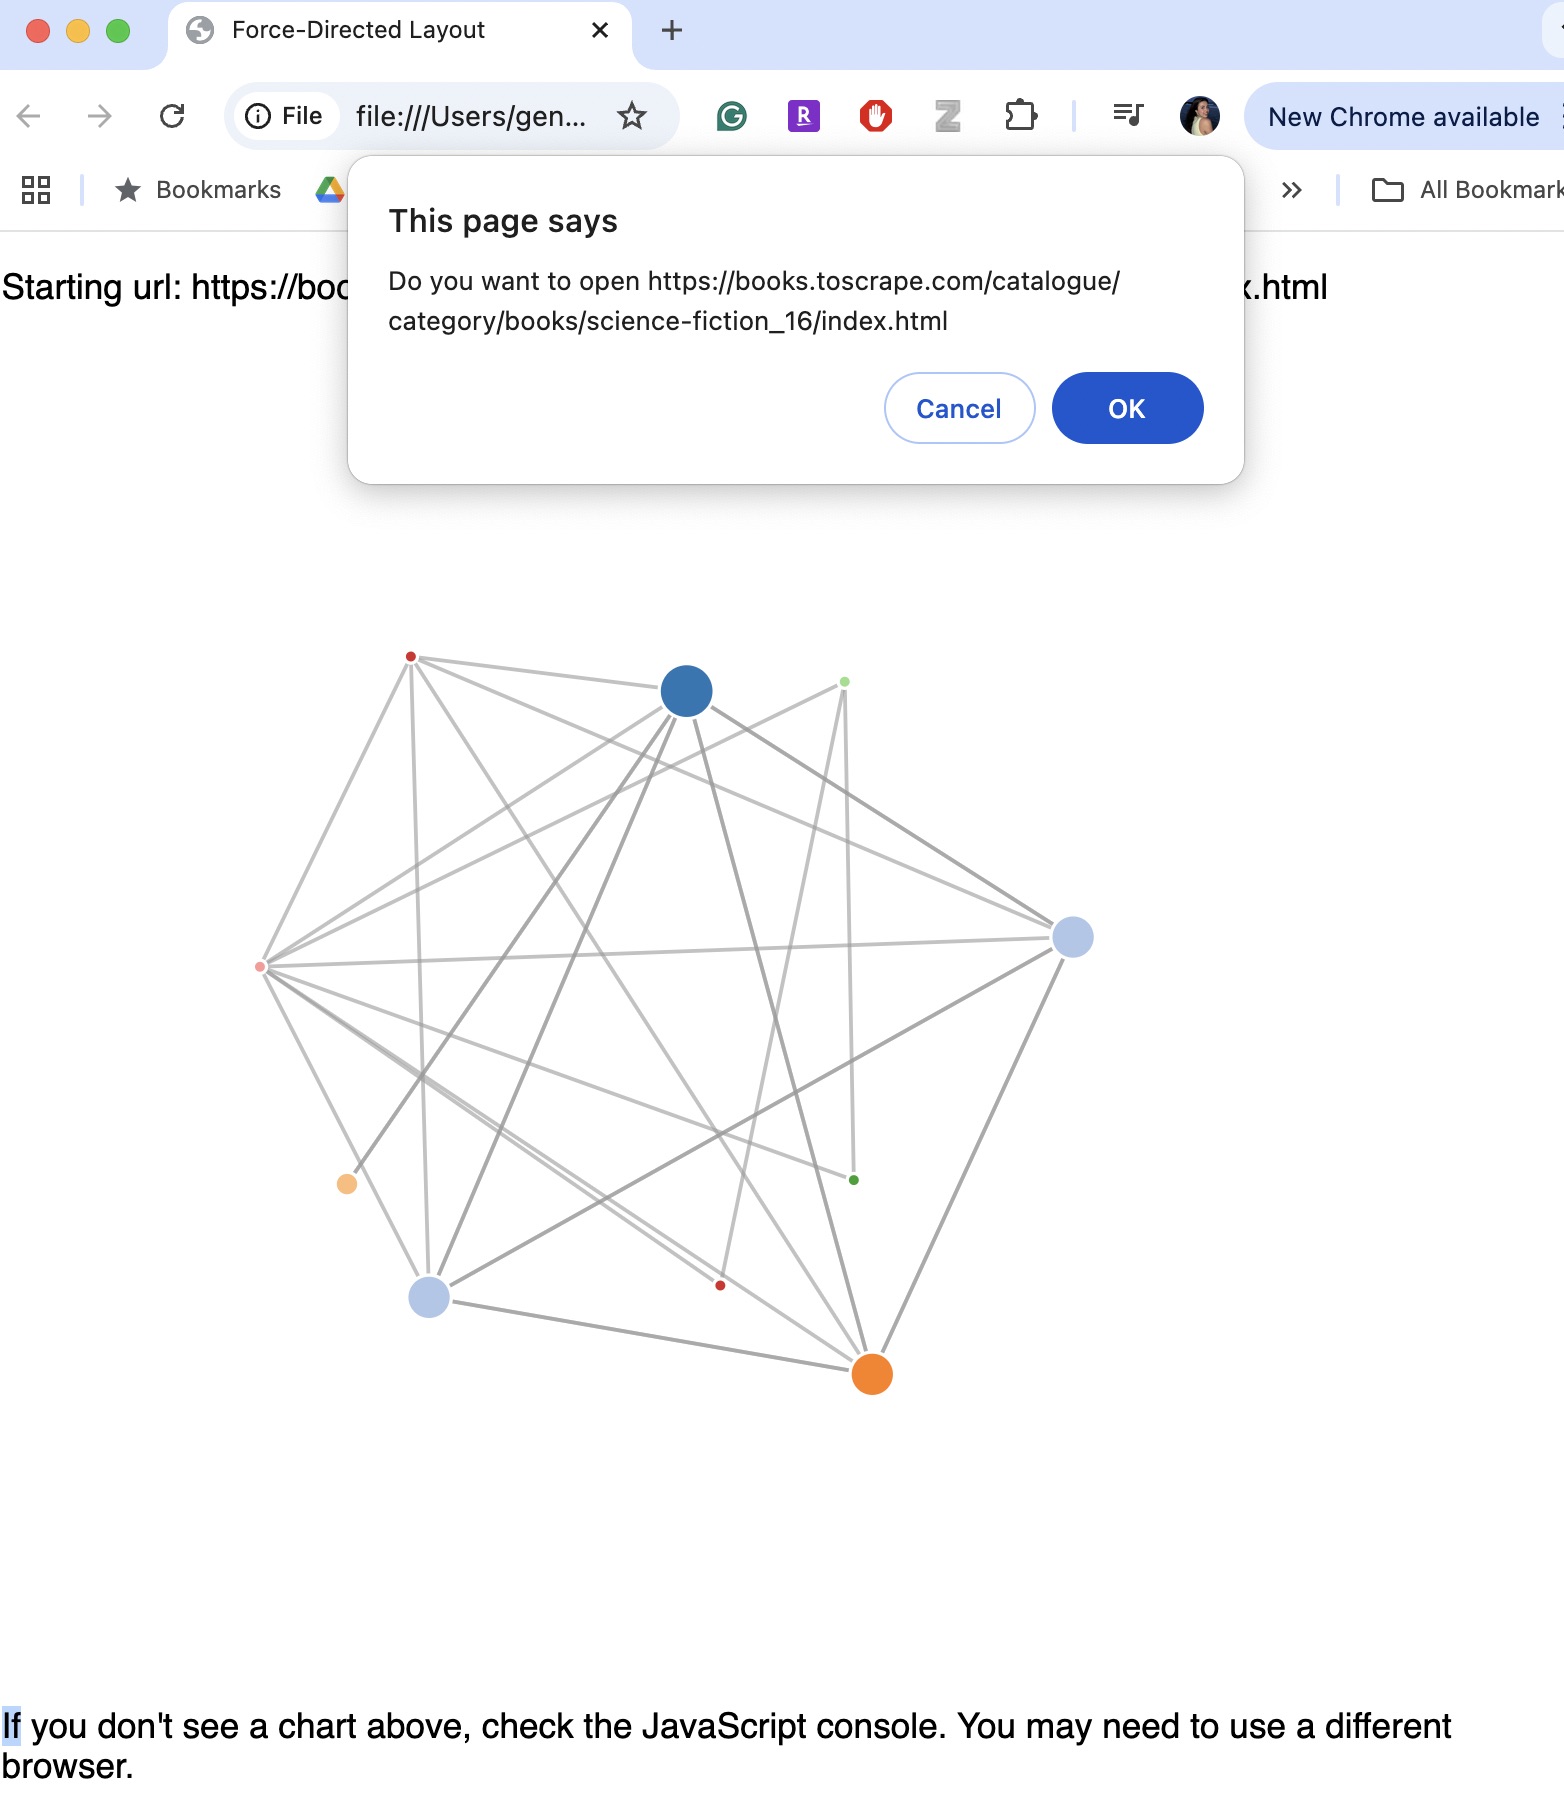 Force-Directed Layout
File file:///Users/gen... R New Chrome available
Bookmarks All Bookmark
This page says
Do you want to open https://books.toscrape.com/catalogue/
category/books/science-fiction_16/index.html
Cancel OK
Starting url: https://boo x.html
If you don't see a chart above, check the JavaScript console. You may need to use a different
browser.